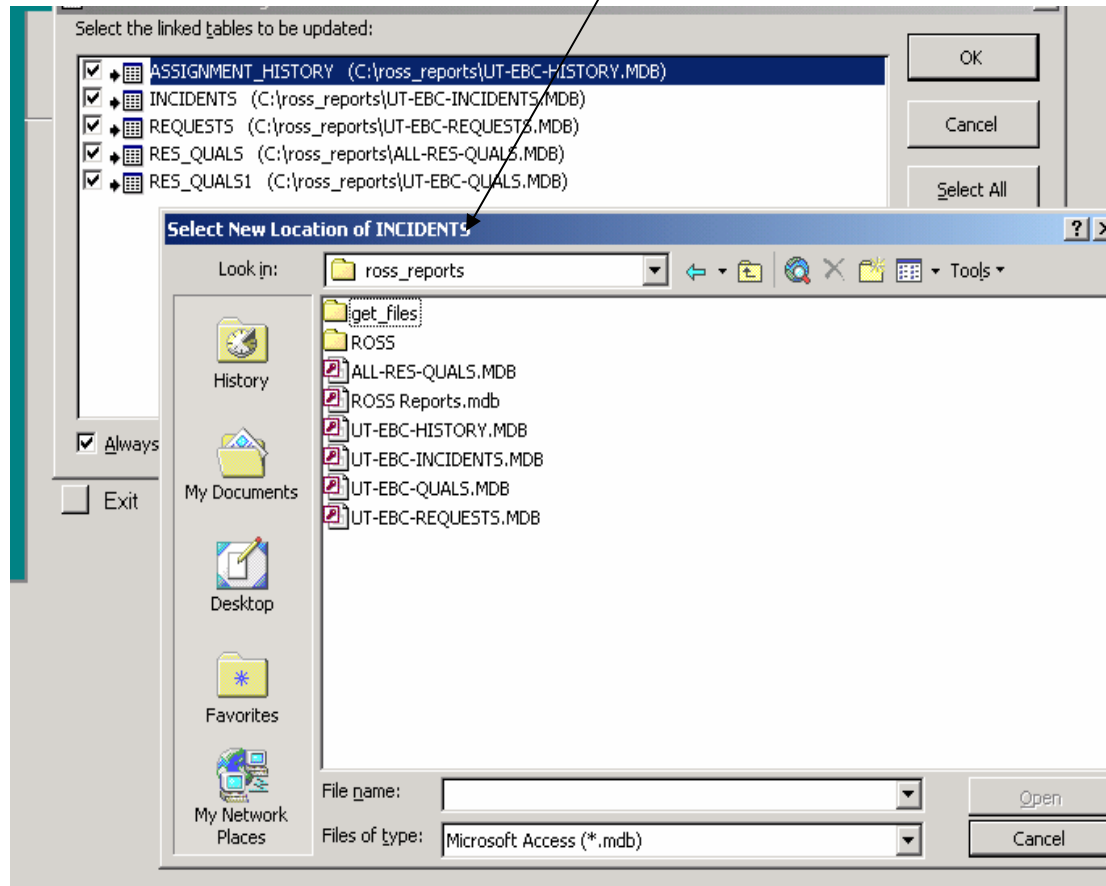 Select the linked tables to be updated:
ASSIGNMENT_HISTORY (C:\ross_reports\UT-EBC-HISTORY.MDB)
INCIDENTS (C:\ross_reports\UT-EBC-INCIDENTS.MDB)
REQUESTS (C:\ross_reports\UT-EBC-REQUESTS.MDB)
RES_QUALS (C:\ross_reports\ALL-RES-QUALS.MDB)
RES_QUALS1 (C:\ross_reports\UT-EBC-QUALS.MDB)
OK
Cancel
Select All
Always
Exit
Select New Location of INCIDENTS
Look in:
ross_reports
Tools
History
My Documents
Desktop
Favorites
My Network
Places
get_files
ROSS
ALL-RES-QUALS.MDB
ROSS Reports.mdb
UT-EBC-HISTORY.MDB
UT-EBC-INCIDENTS.MDB
UT-EBC-QUALS.MDB
UT-EBC-REQUESTS.MDB
File name:
Open
Files of type:
Microsoft Access (*.mdb)
Cancel